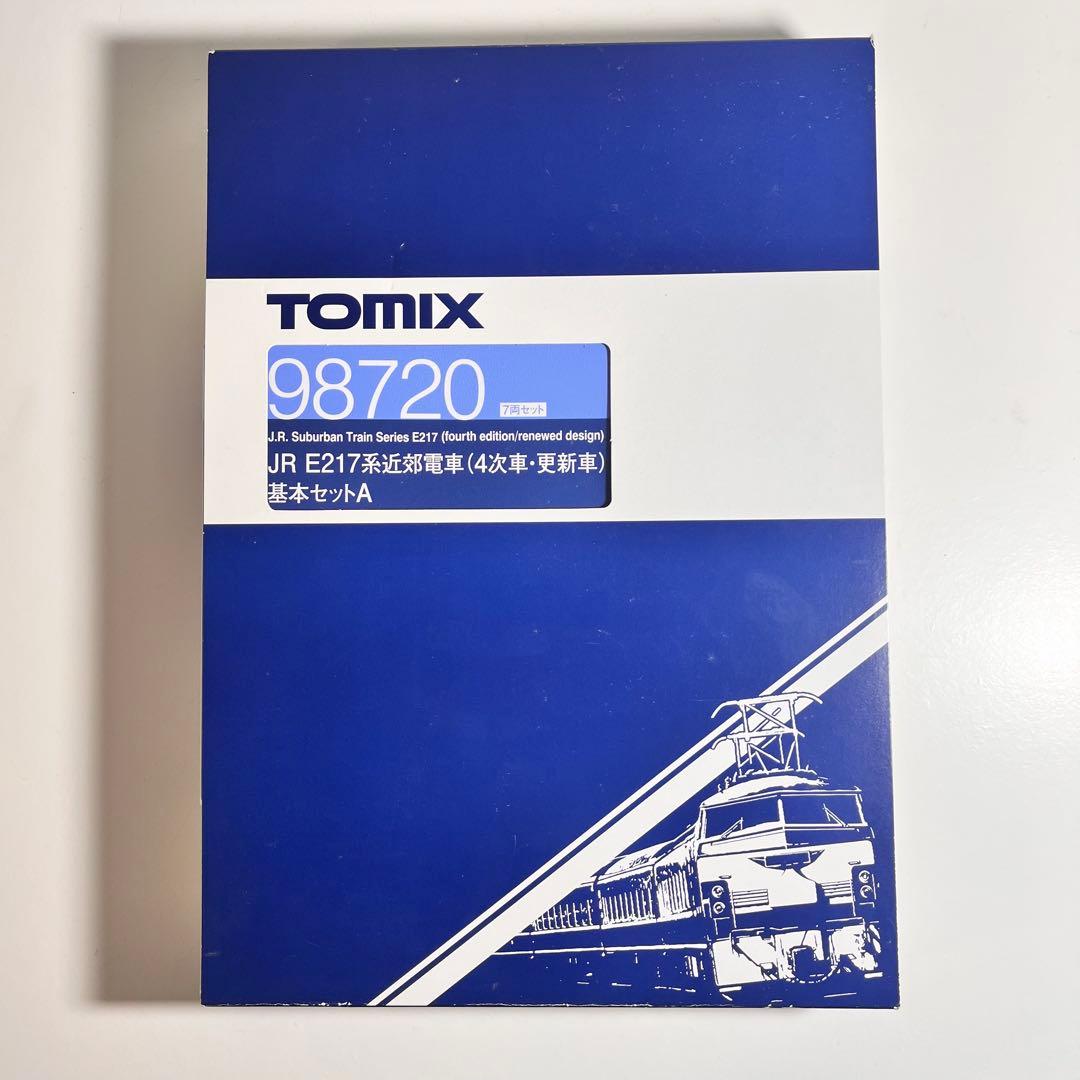 TOMIX
98720 7両セット
J.R. Suburban Train Series E217 (fourth edition/renewed design)
JR E217系近郊電車(4次車・更新車)
基本セットA